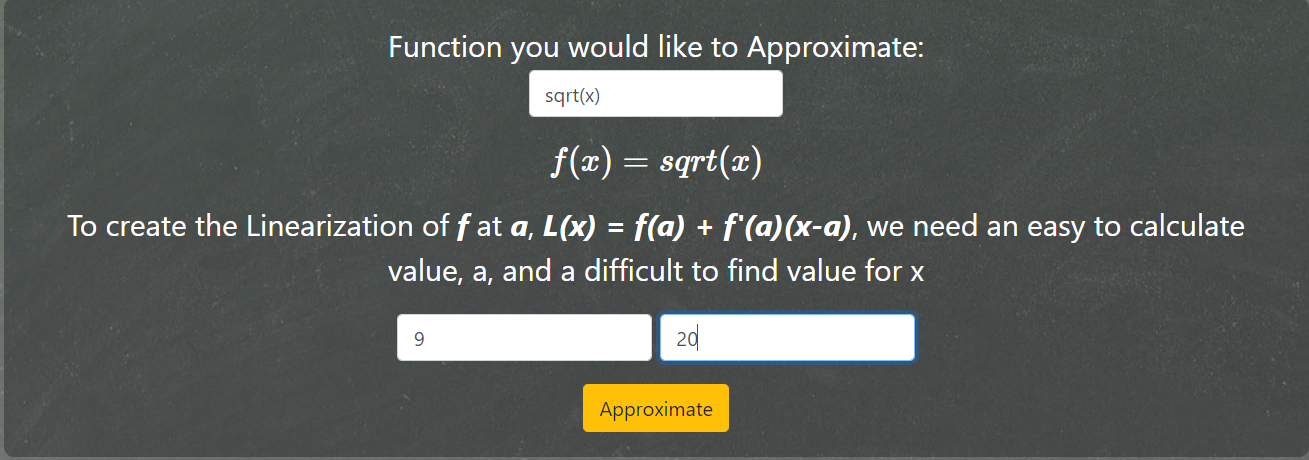 Function you would like to Approximate:
sqrt(x)
f(x) = sqrt(x)
To create the Linearization of f at a, L(x) = f(a) + f'(a)(x-a), we need an easy to calculate
value, a, and a difficult to find value for x
9 20
Approximate